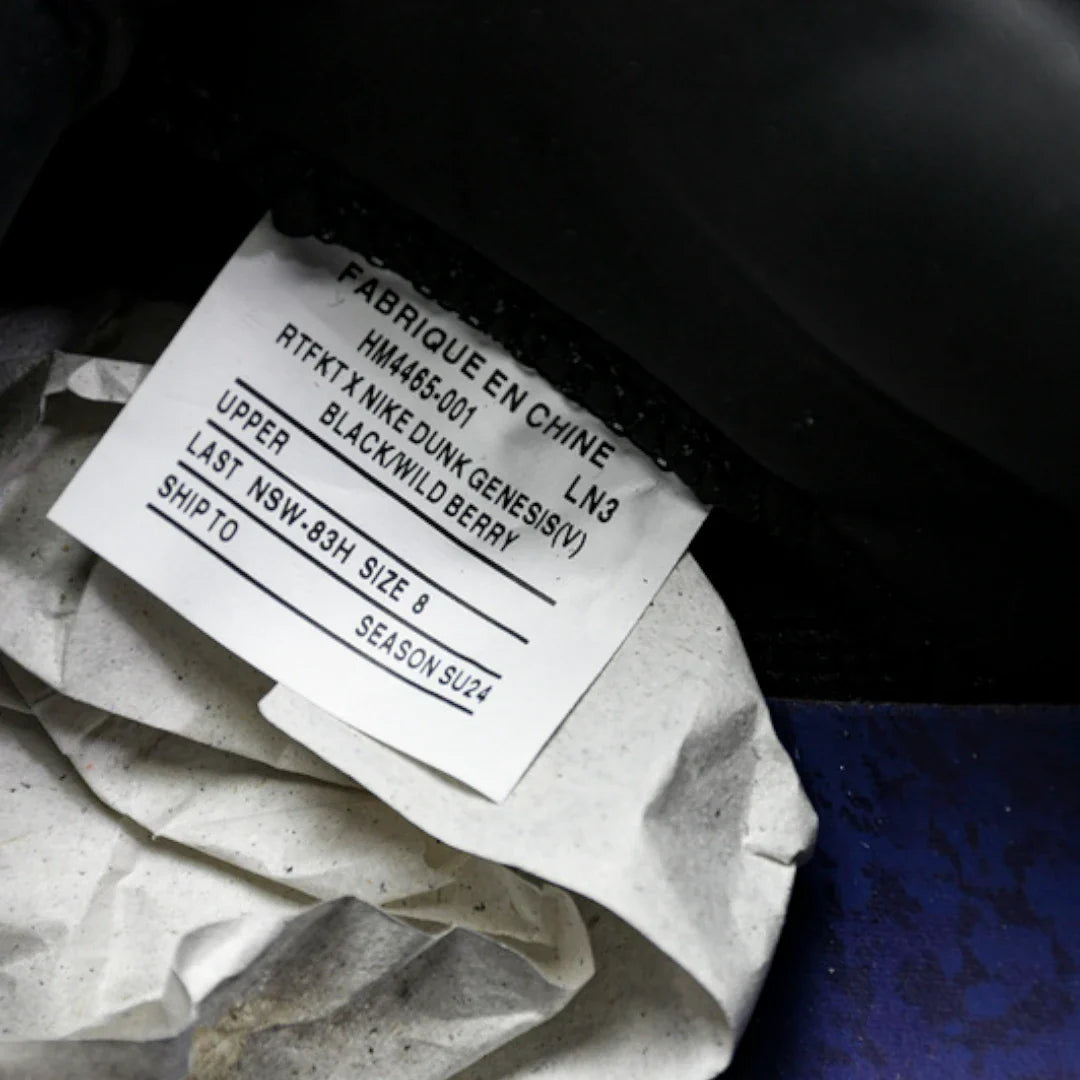 FABRIQUE EN CHINE
HM4465-001 LN3
RTFKT X NIKE DUNK GENESIS(V)
BLACK/WILD BERRY
UPPER
LAST NSW-83H SIZE 8
SHIP TO
SEASON SU24